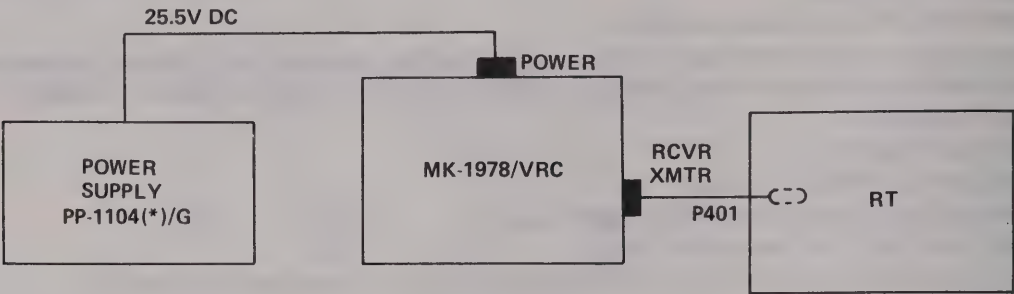 25.5V DC
POWER
SUPPLY
PP-1104(*)/G
POWER
MK-1978/VRC
RCVR
XMTR
P401
RT